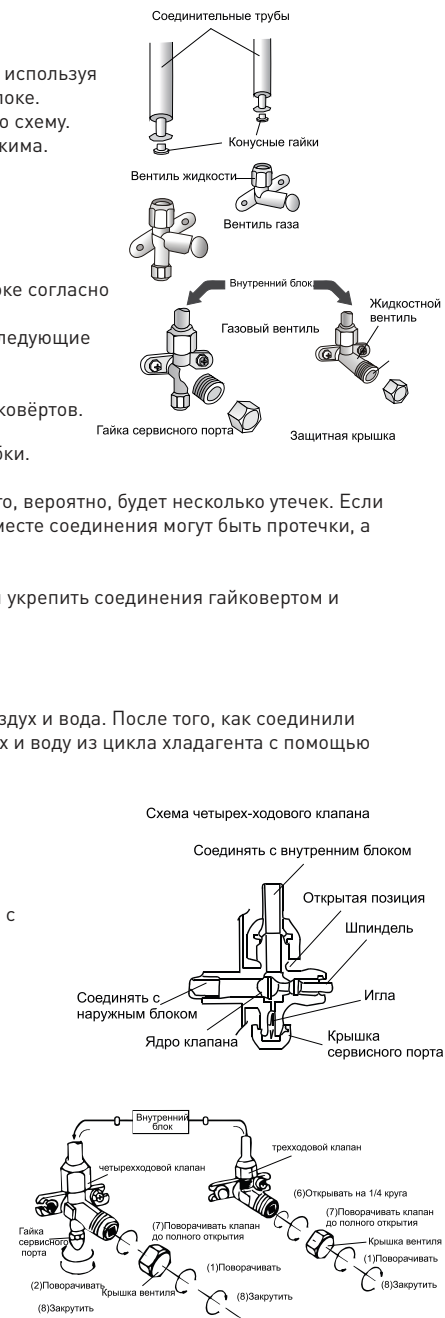 Соединительные трубы
используя
локе.
о схему.
жима.
Конусные гайки
Вентиль жидкости
Вентиль газа
оке согласно
Внутренний блок
Жидкостной
вентиль
Газовый вентиль
ледующие
ковёртов.
Гайка сервисного порта
Защитная крышка
бки.
то, вероятно, будет несколько утечек. Если
месте соединения могут быть протечки, а
и укрепить соединения гайковертом и
здух и вода. После того, как соединили
х и воду из цикла хладагента с помощью
Схема четырех-ходового клапана
Соединять с внутренним блоком
Открытая позиция
с
Шпиндель
Соединять с
наружным блоком
Игла
Ядро клапана
Крышка
сервисного порта
Внутренний
блок
четырехходовой клапан
трехходовой клапан
(6)Открывать на 1/4 круга
(7)Поворачивать клапан
до полного открытия
Гайка
сервисного
порта
(7)Поворачивать клапан
до полного открытия
Крышка вентиля
(1)Поворачивать
(1)Поворачивать
(2)Поворачивать
Крышка вентиля
(8)Закрутить
(8)Закрутить
(8)Закрутить